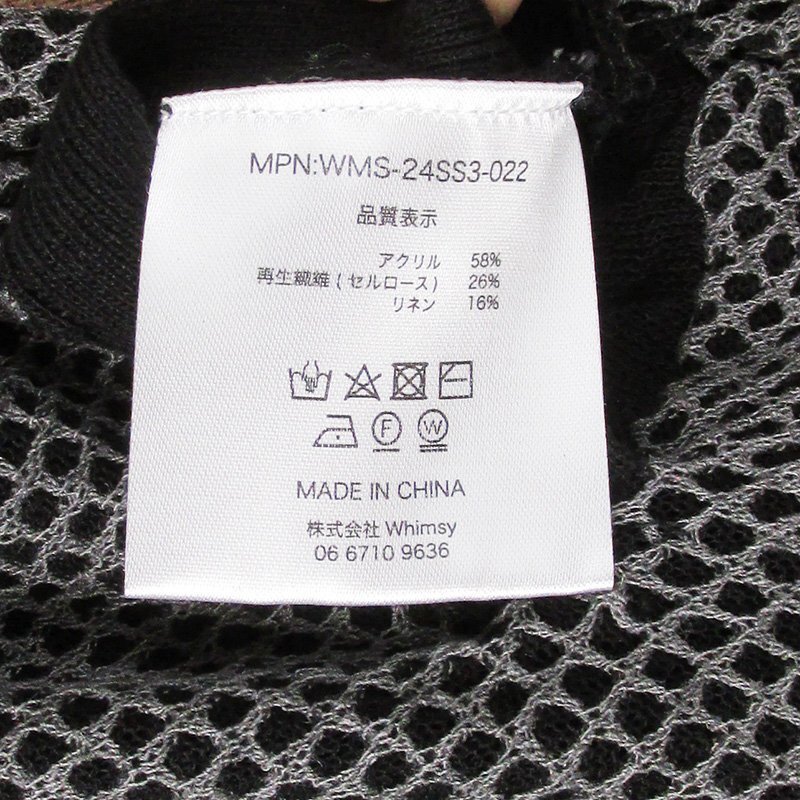 MPN:WMS-24SS3-022
品質表示
アクリル 58%
再生繊維 (セルロース) 26%
リネン 16%
F W
MADE IN CHINA
株式会社 Whimsy
06 6710 9636